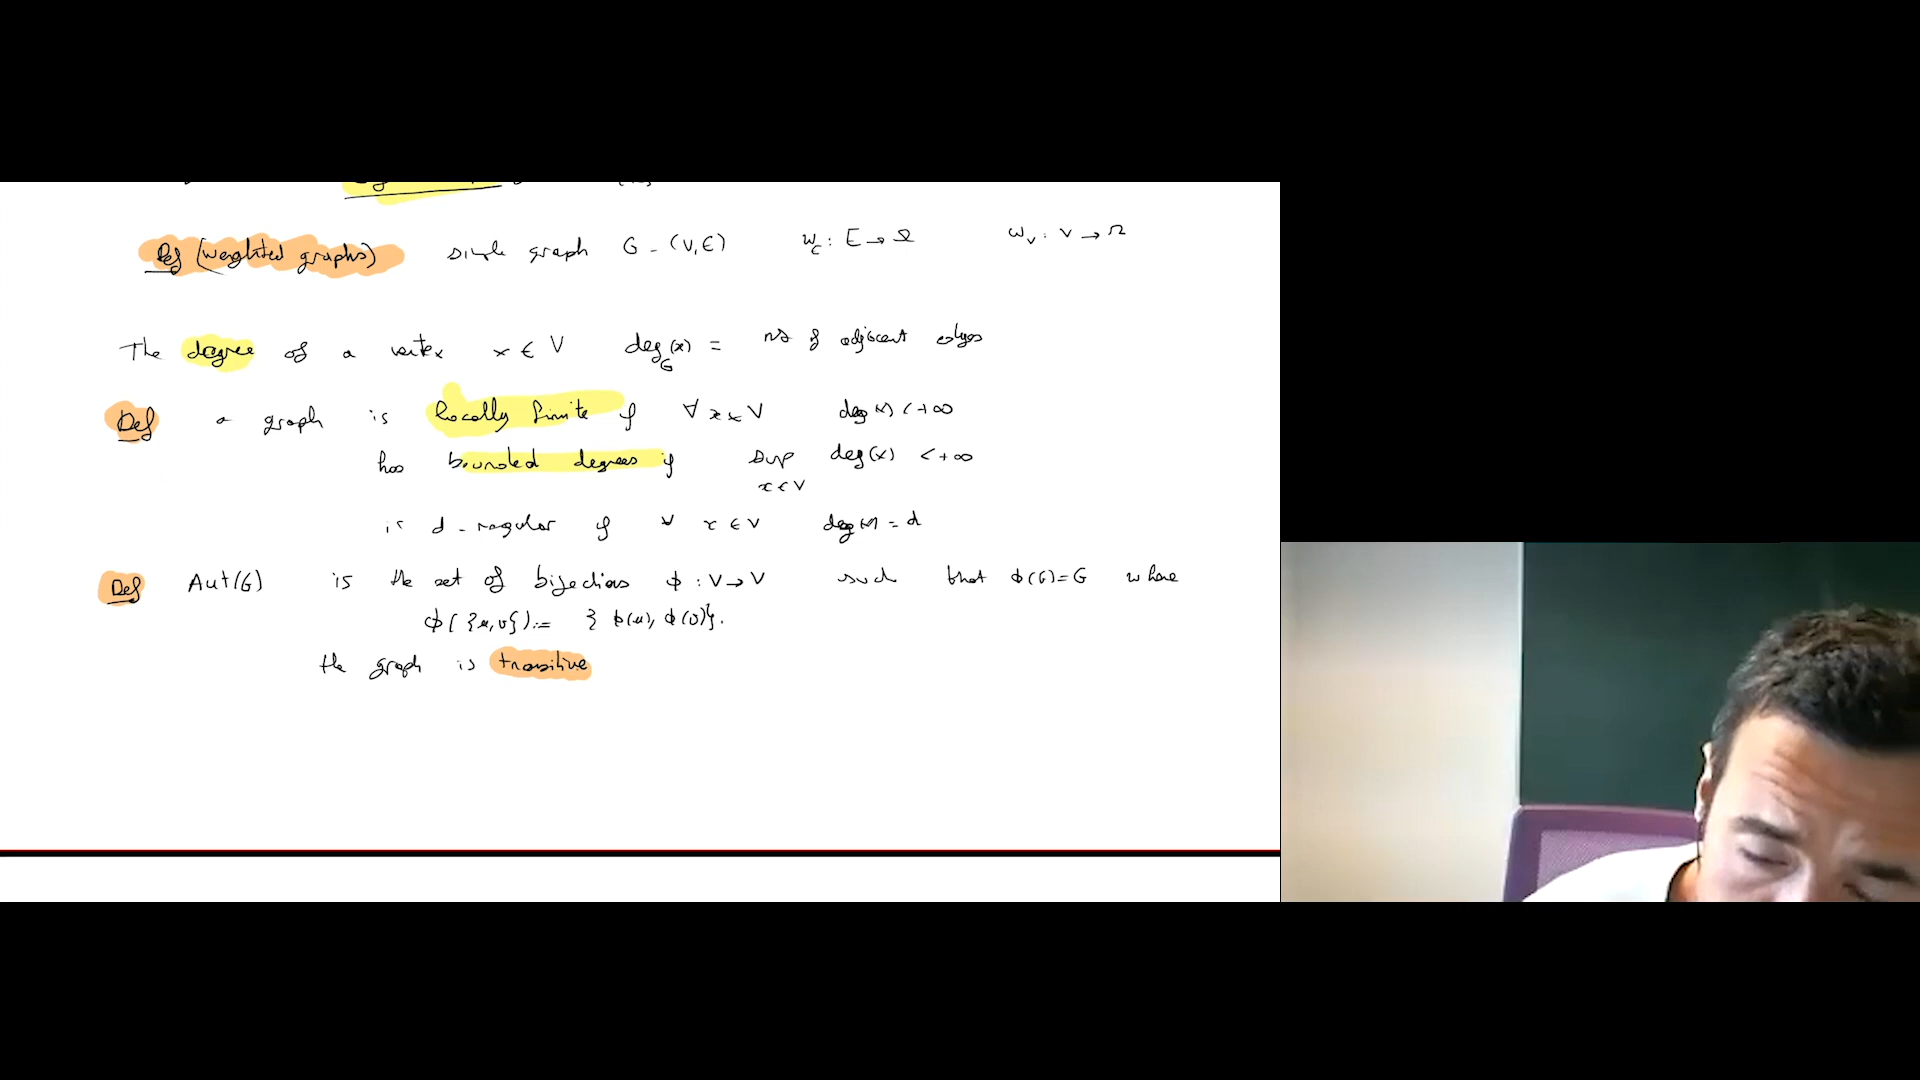 Def (weighted graphs) simple graph G = (V,E) w_E : E → Ω w_V : V → Ω
The degree of a vertex x ∈ V deg_G(x) = nb of adjacent edges
Def a graph is locally finite if ∀ x ∈ V deg(x) < +∞
has bounded degrees if sup deg(x) < +∞
x ∈ V
is d-regular if ∀ x ∈ V deg(x) = d
Def Aut(G) is the set of bijections φ : V → V such that φ(G) = G where
φ({u,v}) := {φ(u), φ(v)}.
the graph is transitive